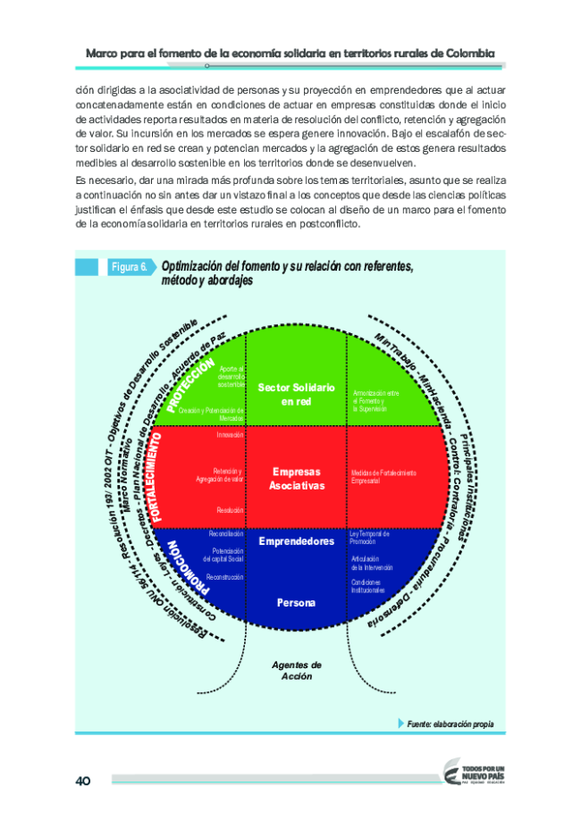 Marco para el fomento de la economía solidaria en territorios rurales de Colombia
ción dirigidas a la asociatividad de personas y su proyección en emprendedores que al actuar
concatenadamente están en condiciones de actuar en empresas constituidas donde el inicio
de actividades reporta resultados en materia de resolución del conflicto, retención y agregación
de valor. Su incursión en los mercados se espera genere innovación. Bajo el escalafón de sec-
tor solidario en red se crean y potencian mercados y la agregación de estos genera resultados
medibles al desarrollo sostenible en los territorios donde se desenvuelven.
Es necesario, dar una mirada más profunda sobre los temas territoriales, asunto que se realiza
a continuación no sin antes dar un vistazo final a los conceptos que desde las ciencias políticas
justifican el énfasis que desde este estudio se colocan al diseño de un marco para el fomento
de la economía solidaria en territorios rurales en postconflicto.
Figura 6. Optimización del fomento y su relación con referentes,
método y abordajes
Resolución ONU 56/114 - Resolución 193/ 2002 OIT - Objetivos de Desarrollo Sostenible
Marco Normativo
Constitución - Leyes - Decretos - Plan Nacional de Desarrollo - Acuerdo de Paz
MinTrabajo - MinHacienda - Control: Contraloría - Procuraduría - Defensoria
Principales Instituciones
PROTECCIÓN
Aporte al
desarrollo
sostenible
Creación y Potenciación de
Mercados
Sector Solidario
en red
Armonización entre
el Fomento y
la Supervisión
FORTALECIMIENTO
Innovación
Retención y
Agregación de valor
Resolución
Empresas
Asociativas
Medidas de Fortalecimiento
Empresarial
PROMOCIÓN
Reconciliación
Potenciación
del capital Social
Reconstrucción
Emprendedores
Persona
Ley Temporal de
Promoción
Articulación
de la Intervención
Condiciones
Institucionales
Agentes de
Acción
Fuente: elaboración propia
40
TODOS POR UN
NUEVO PAÍS
PAZ EQUIDAD EDUCACIÓN